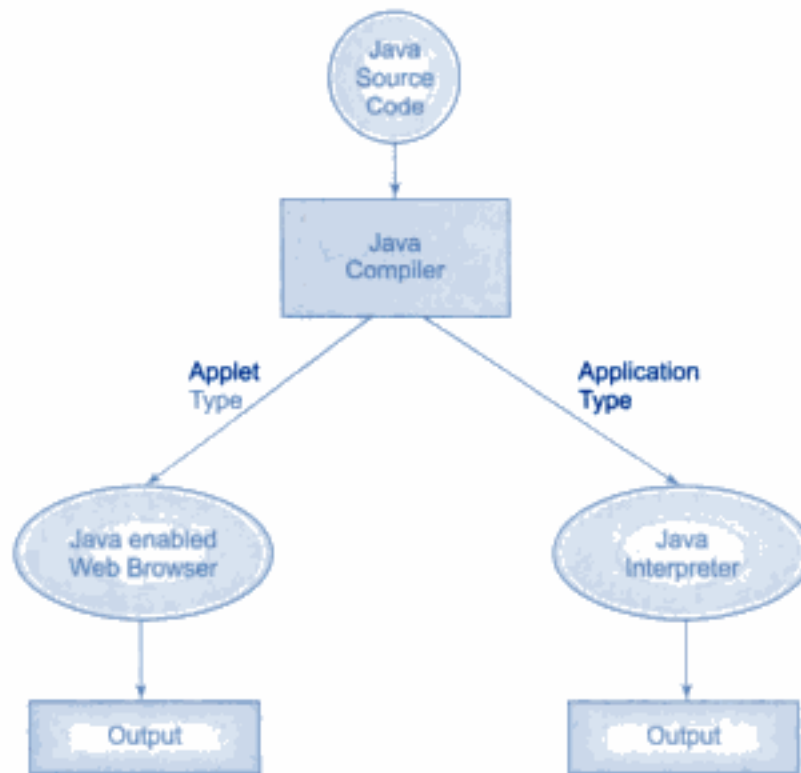 Java
Source
Code
Java
Compiler
Applet
Type
Application
Type
Java enabled
Web Browser
Java
Interpreter
Output
Output